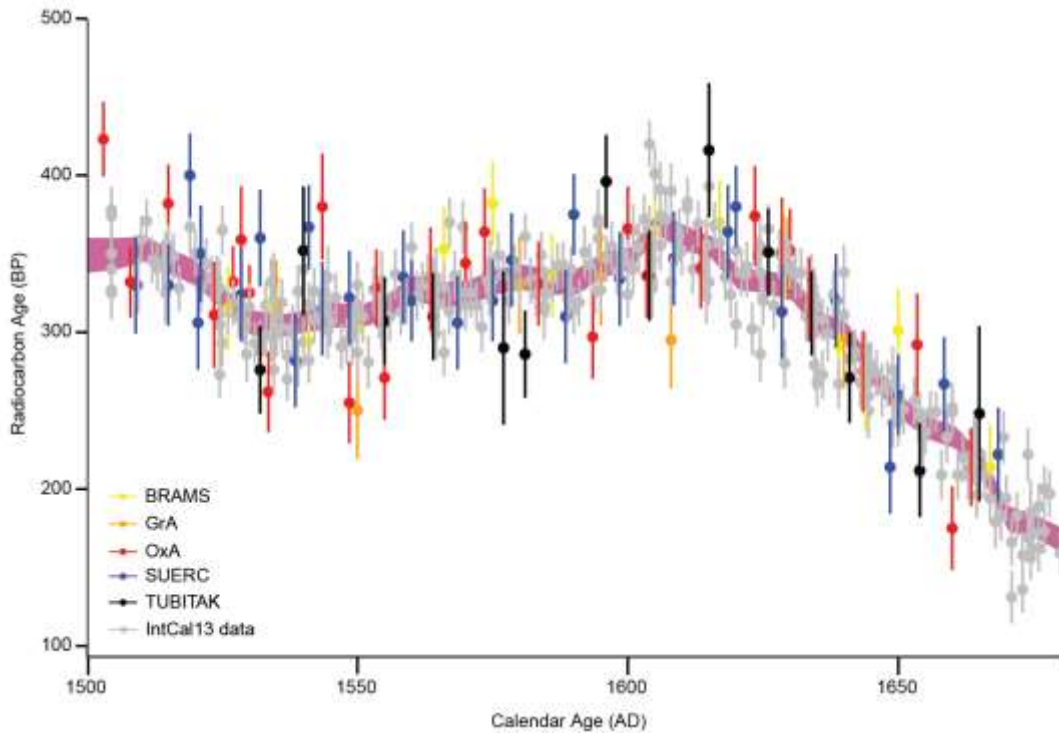 500
400
300
200
100
Radiocarbon Age (BP)
BRAMS
GrA
OxA
SUERC
TUBITAK
IntCal13 data
1500
1550
1600
1650
Calendar Age (AD)